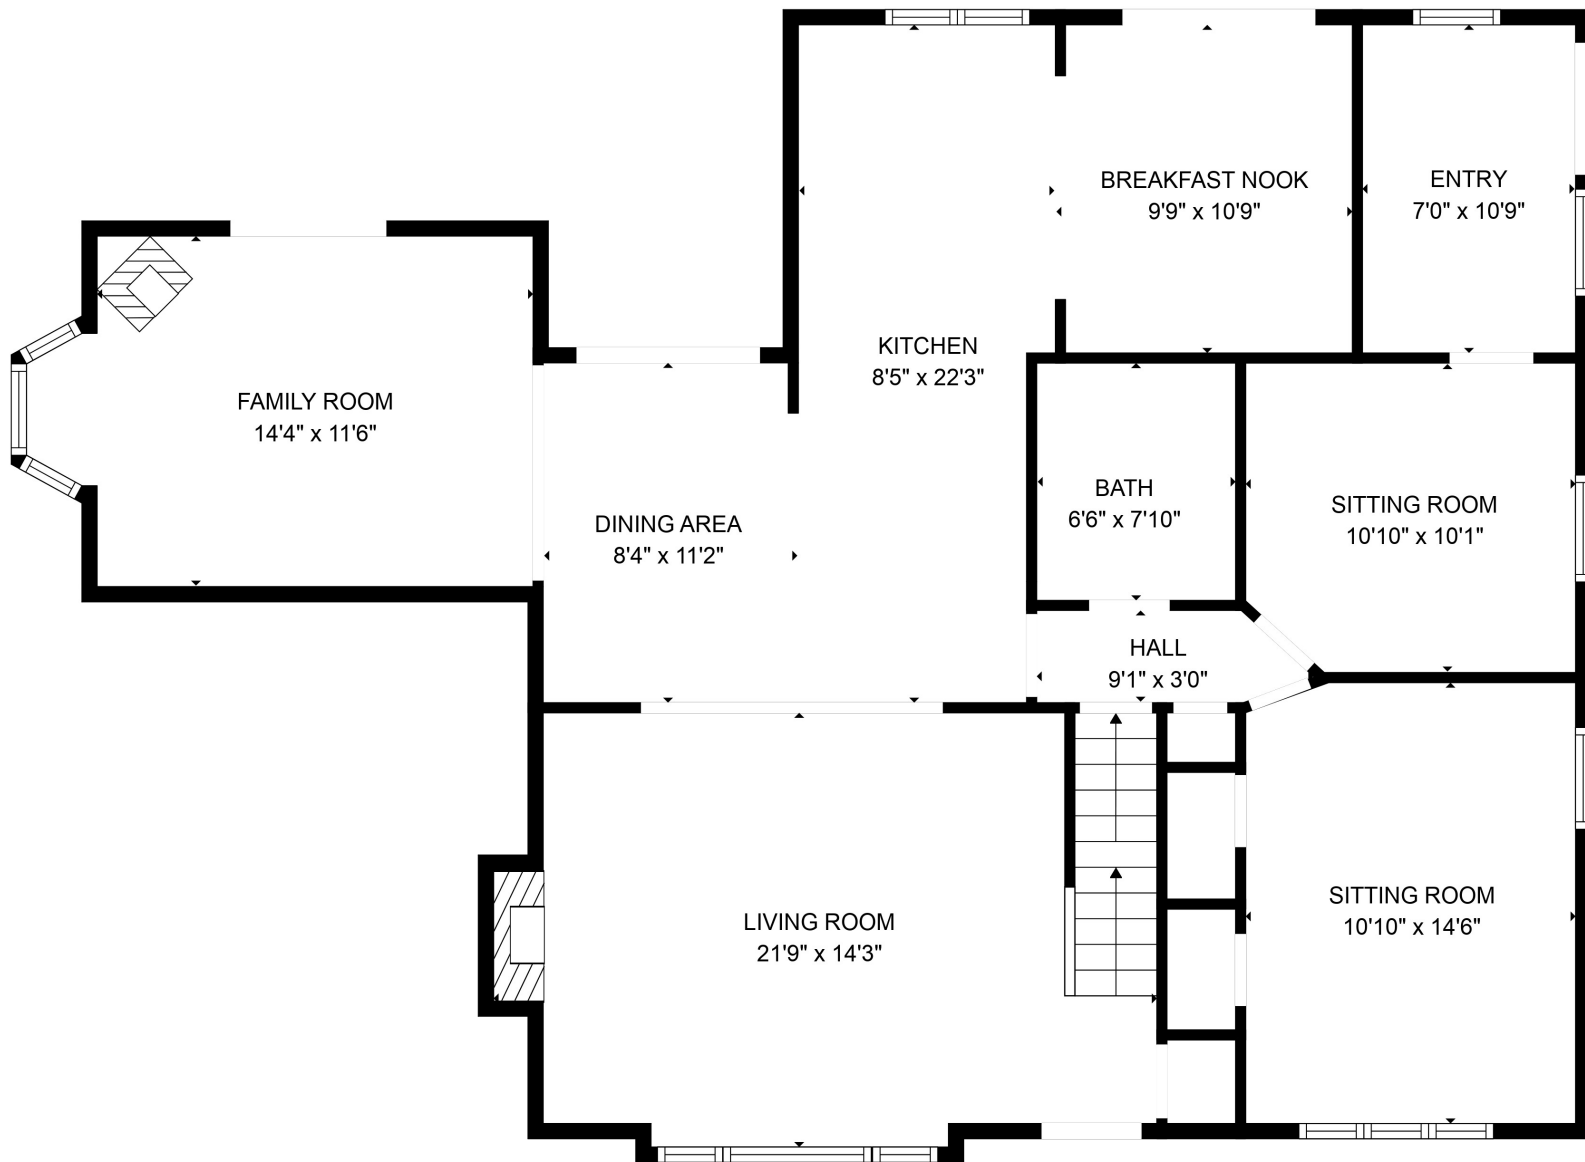 BREAKFAST NOOK
9'9" x 10'9"
ENTRY
7'0" x 10'9"
KITCHEN
8'5" x 22'3"
FAMILY ROOM
14'4" x 11'6"
DINING AREA
8'4" x 11'2"
BATH
6'6" x 7'10"
SITTING ROOM
10'10" x 10'1"
HALL
9'1" x 3'0"
LIVING ROOM
21'9" x 14'3"
SITTING ROOM
10'10" x 14'6"